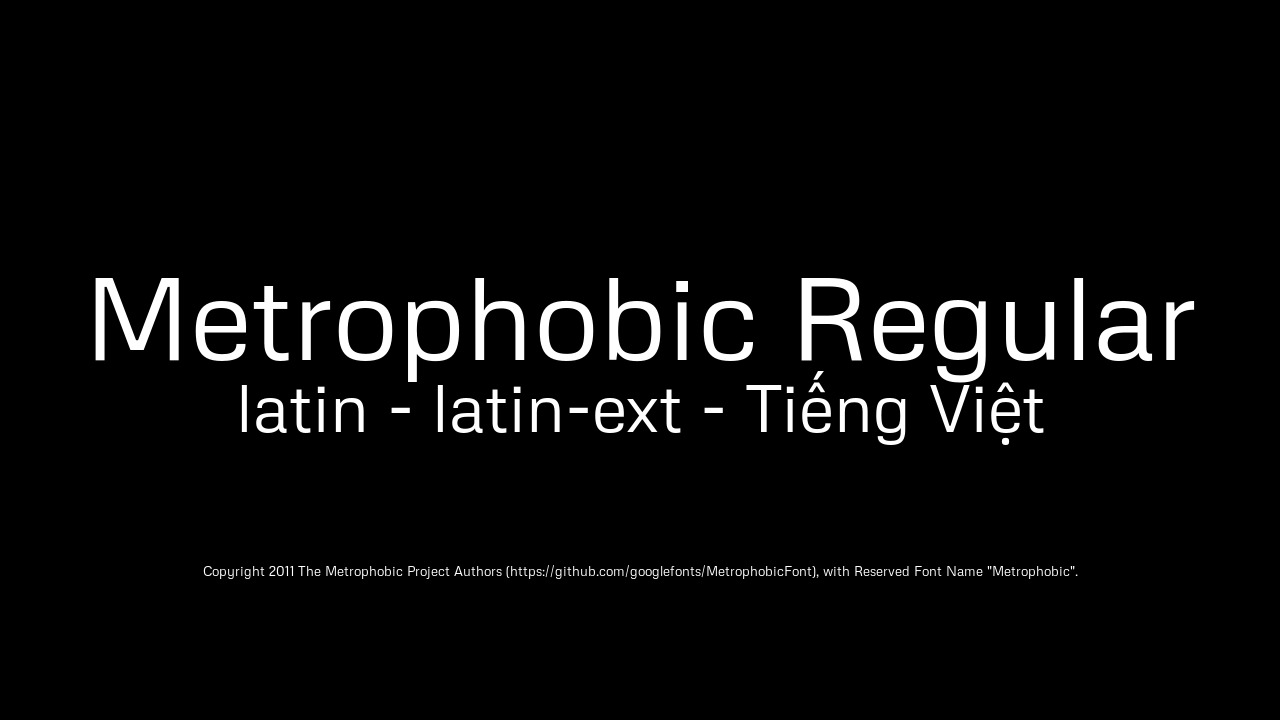 Metrophobic Regular
latin - latin-ext - Tiếng Việt
Copyright 2011 The Metrophobic Project Authors (https://github.com/googlefonts/MetrophobicFont), with Reserved Font Name "Metrophobic".